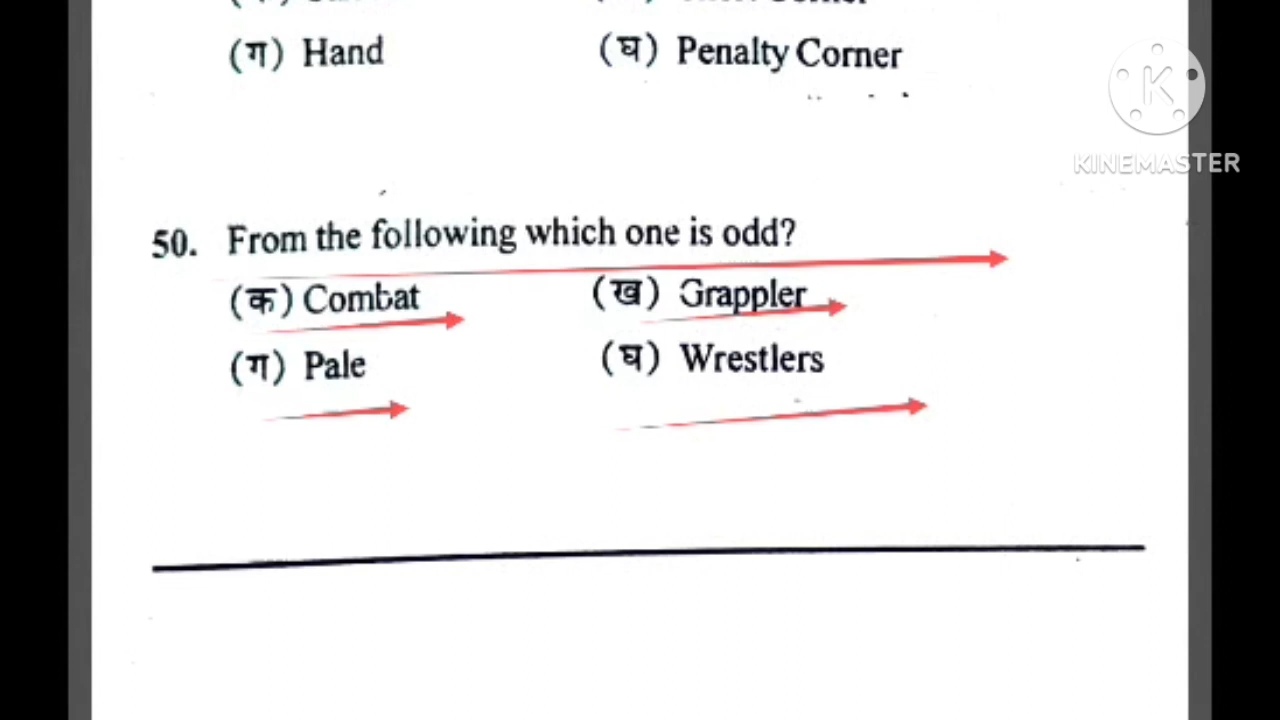 (ग) Hand (घ) Penalty Corner
K
KINEMASTER
50. From the following which one is odd?
(क) Combat (ख) Grappler
(ग) Pale (घ) Wrestlers